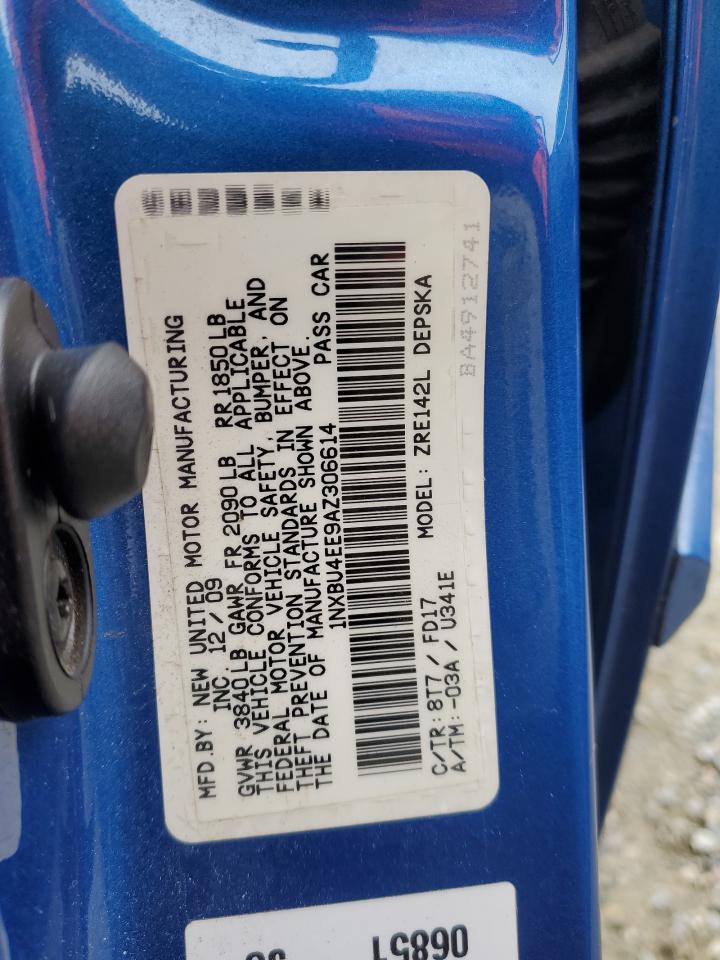 MFD.BY: NEW UNITED MOTOR MANUFACTURING
INC. 12/09
GVWR 3840LB GAWR FR 2090LB RR 1850LB
THIS VEHICLE CONFORMS TO ALL APPLICABLE
FEDERAL MOTOR VEHICLE SAFETY, BUMPER, AND
THEFT PREVENTION STANDARDS IN EFFECT ON
THE DATE OF MANUFACTURE SHOWN ABOVE.
1NXBU4EE9AZ306614 PASS CAR
C/TR: 8T7 / FD17 MODEL: ZRE142L DEPSKA
A/TM: -03A / U341E
BA4912741
06851